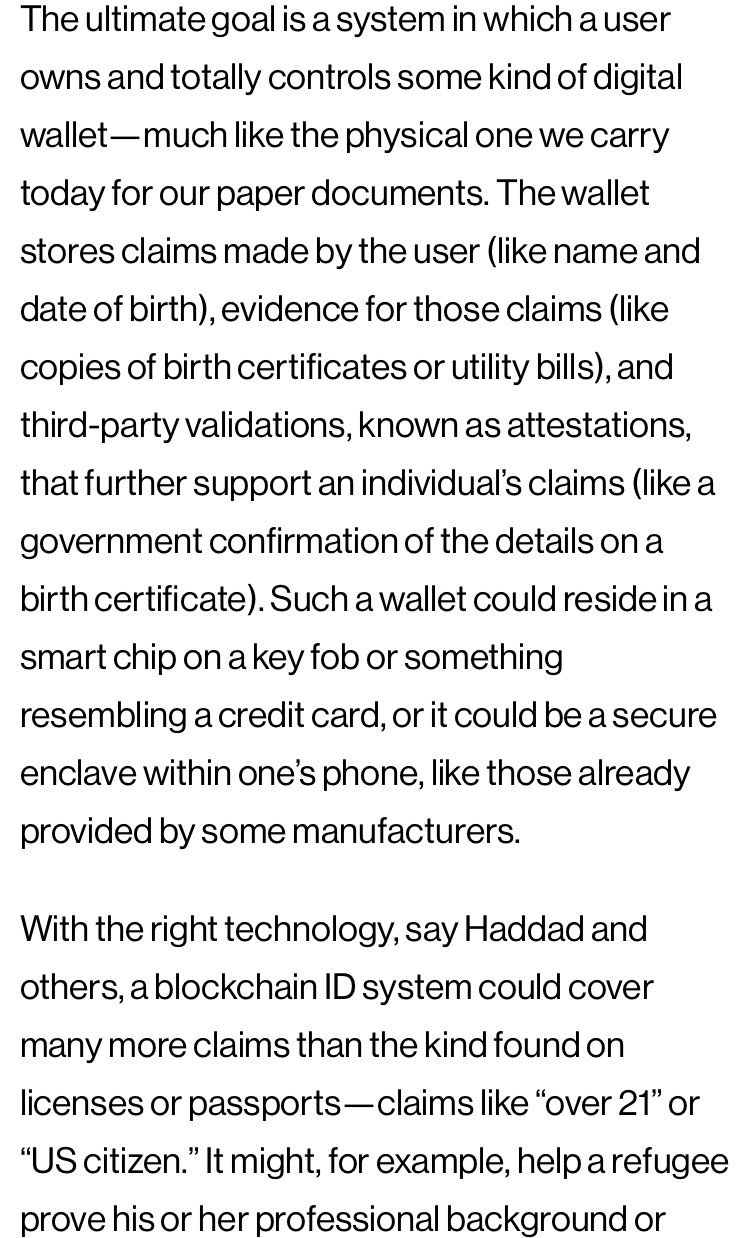 The ultimate goal is a system in which a user
owns and totally controls some kind of digital
wallet—much like the physical one we carry
today for our paper documents. The wallet
stores claims made by the user (like name and
date of birth), evidence for those claims (like
copies of birth certificates or utility bills), and
third-party validations, known as attestations,
that further support an individual’s claims (like a
government confirmation of the details on a
birth certificate). Such a wallet could reside in a
smart chip on a key fob or something
resembling a credit card, or it could be a secure
enclave within one’s phone, like those already
provided by some manufacturers.
With the right technology, say Haddad and
others, a blockchain ID system could cover
many more claims than the kind found on
licenses or passports—claims like “over 21” or
“US citizen.” It might, for example, help a refugee
prove his or her professional background or